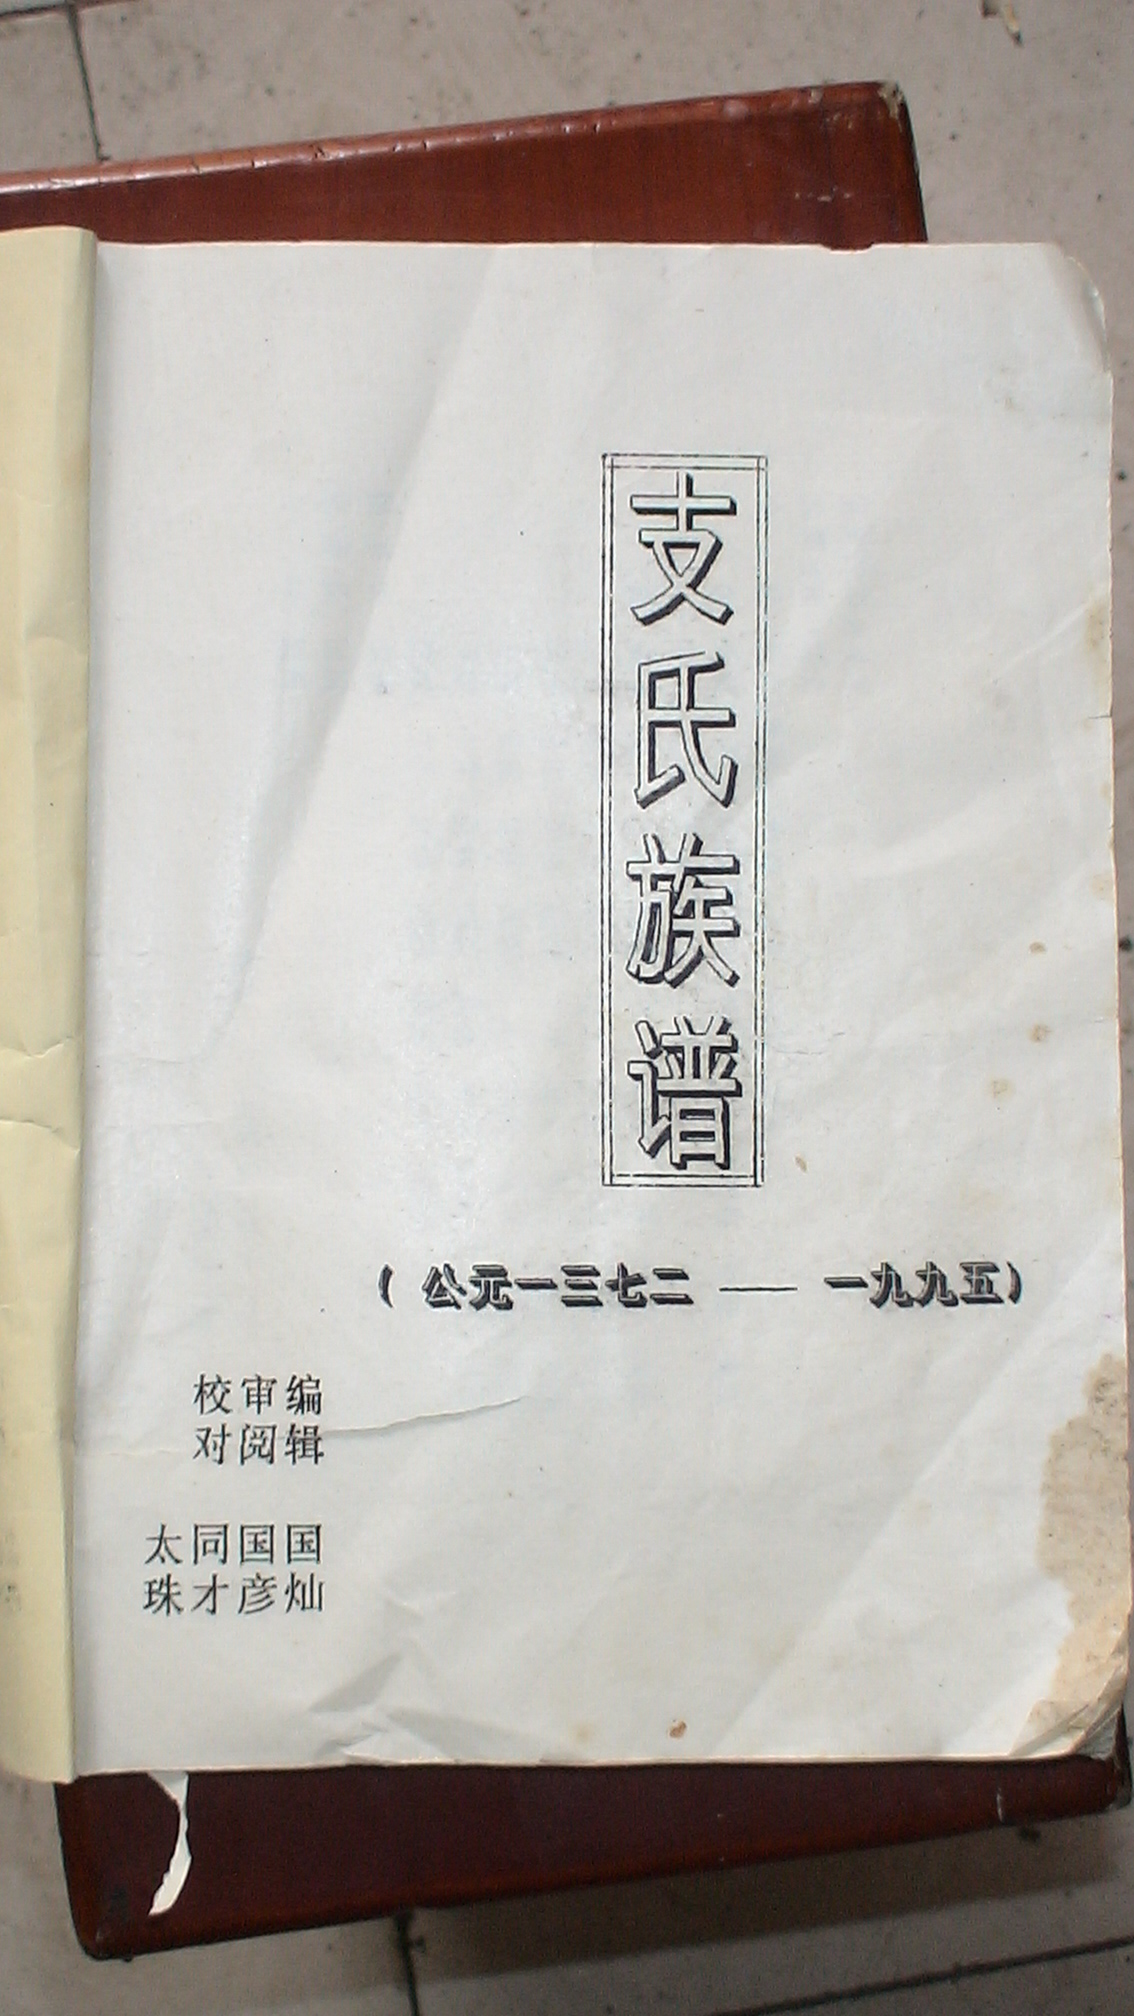 支氏族谱
(公元一三七二——一九九五)
编辑 国灿
审阅 国彦
校对 同才
太珠